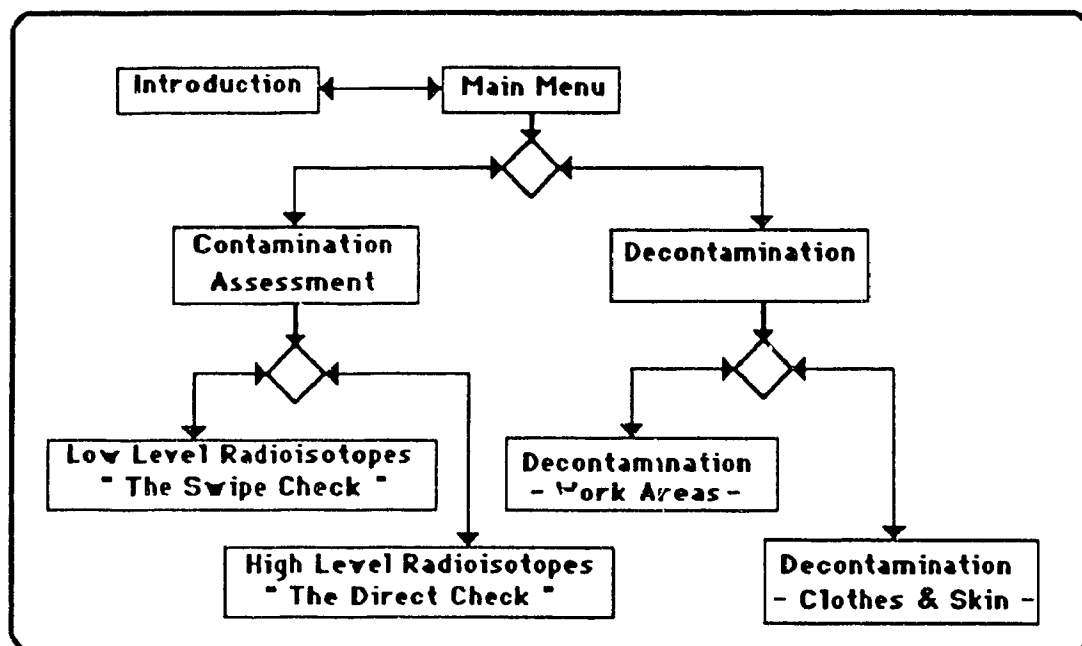 Introduction
Main Menu
Contamination
Assessment
Decontamination
Low Level Radioisotopes
" The Swipe Check "
Decontamination
- Work Areas -
High Level Radioisotopes
" The Direct Check "
Decontamination
- Clothes & Skin -